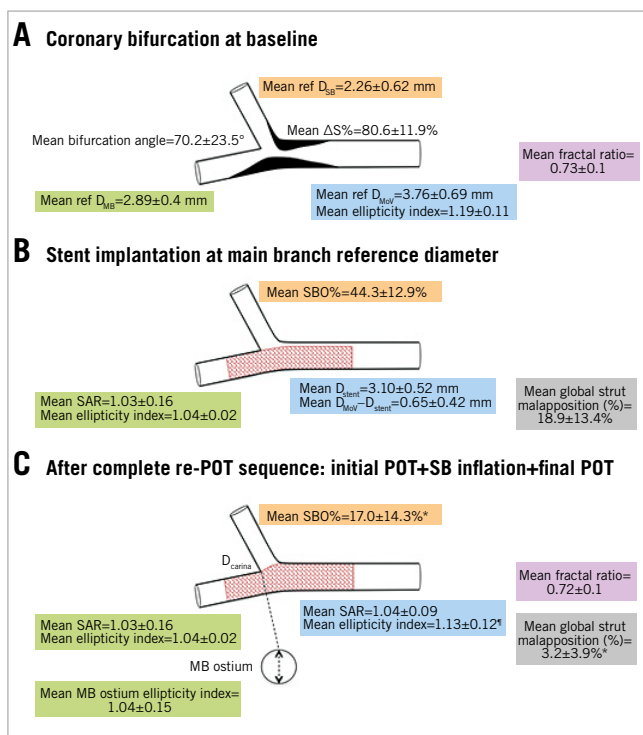 A Coronary bifurcation at baseline
Mean ref D_SB=2.26±0.62 mm
Mean bifurcation angle=70.2±23.5°
Mean ΔS%=80.6±11.9%
Mean fractal ratio=
0.73±0.1
Mean ref D_MB=2.89±0.4 mm
Mean ref D_MoV=3.76±0.69 mm
Mean ellipticity index=1.19±0.11
B Stent implantation at main branch reference diameter
Mean SBO%=44.3±12.9%
Mean SAR=1.03±0.16
Mean ellipticity index=1.04±0.02
Mean D_stent=3.10±0.52 mm
Mean D_MoV–D_stent=0.65±0.42 mm
Mean global strut
malapposition (%)=
18.9±13.4%
C After complete re-POT sequence: initial POT+SB inflation+final POT
Mean SBO%=17.0±14.3%*
D_carina
Mean fractal ratio=
0.72±0.1
Mean SAR=1.03±0.16
Mean ellipticity index=1.04±0.02
Mean SAR=1.04±0.09
Mean ellipticity index=1.13±0.12¶
Mean global strut
malapposition (%)=
3.2±3.9%*
MB ostium
Mean MB ostium ellipticity index=
1.04±0.15